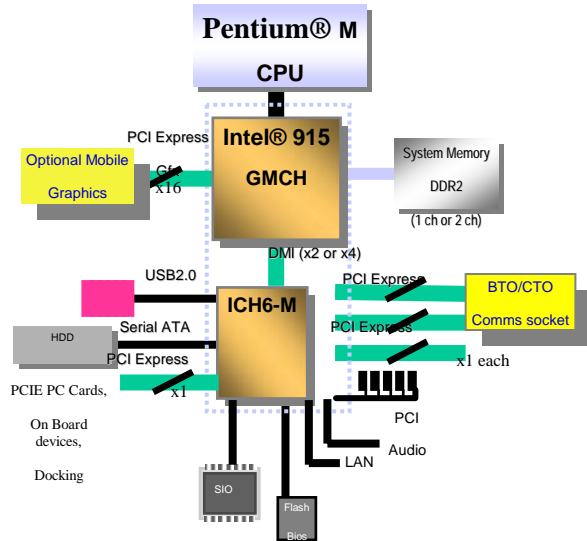 Pentium® M
CPU
PCI Express
Gfx
x16
Optional Mobile
Graphics
Intel® 915
GMCH
System Memory
DDR2
(1 ch or 2 ch)
DMI (x2 or x4)
USB2.0
ICH6-M
PCI Express
BTO/CTO
Comms socket
Serial ATA
HDD
PCI Express
PCI Express
x1 each
x1
PCIE PC Cards,
On Board
devices,
Docking
PCI
Audio
LAN
SIO
Flash
Bios